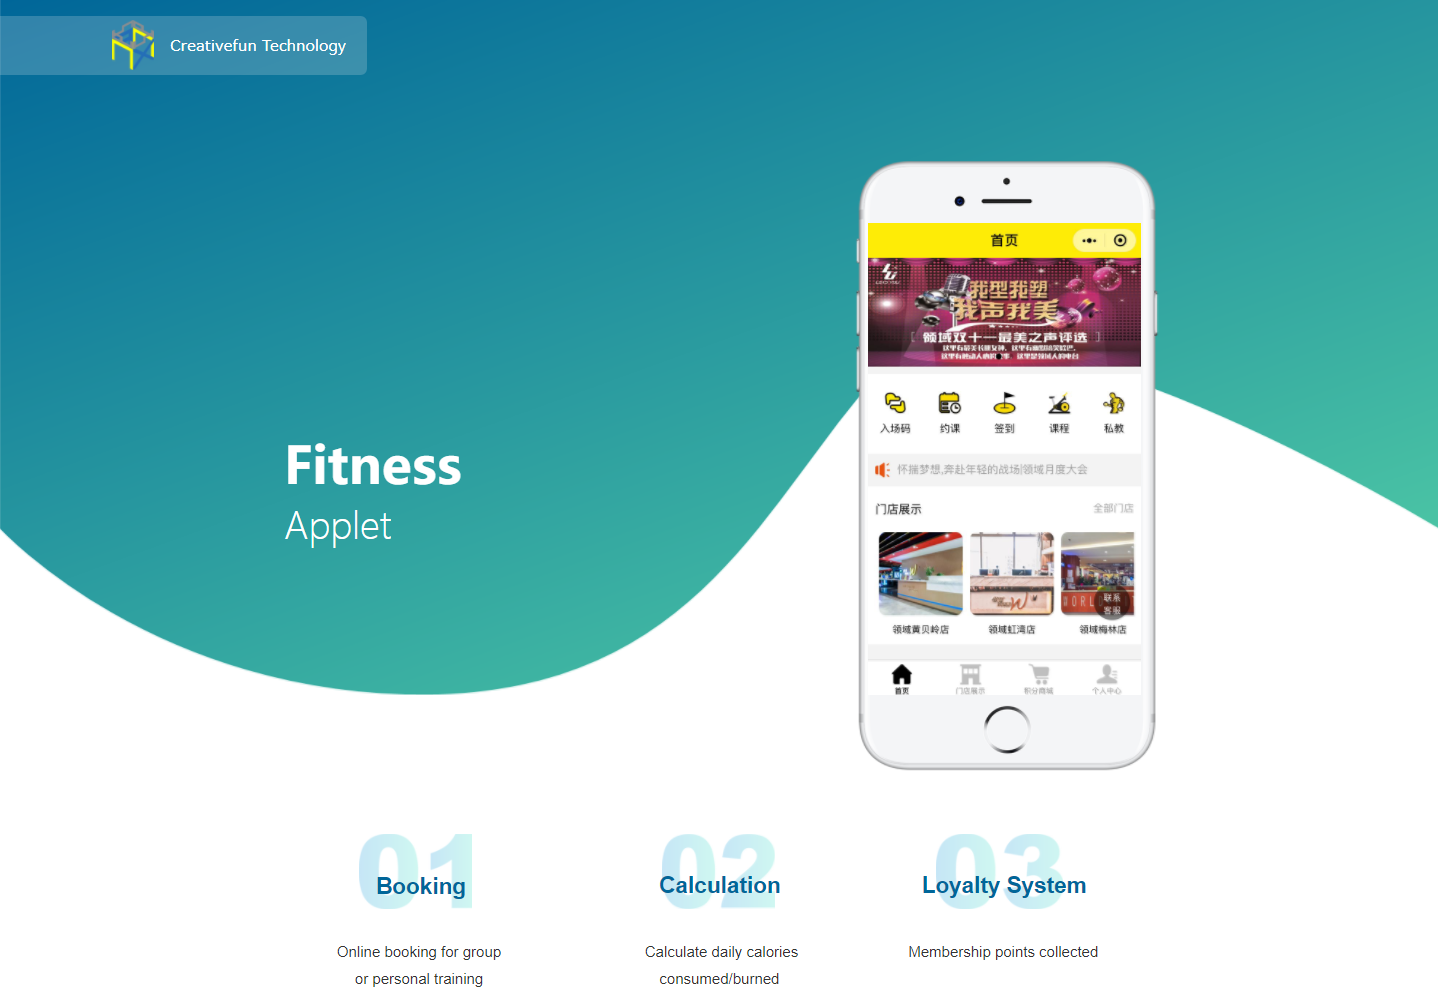 Creativefun Technology
首页
我型我塑
我声我美
领域双十一最美之声评选
入场码
约课
签到
课程
私教
怀揣梦想,奔赴年轻的战场!领域月度大会
门店展示
全部门店
WORL
联系
客服
领域黄贝岭店
领域虹湾店
领域梅林店
首页
门店展示
积分商城
个人中心
Fitness
Applet
01
Booking
Online booking for group
or personal training
02
Calculation
Calculate daily calories
consumed/burned
03
Loyalty System
Membership points collected